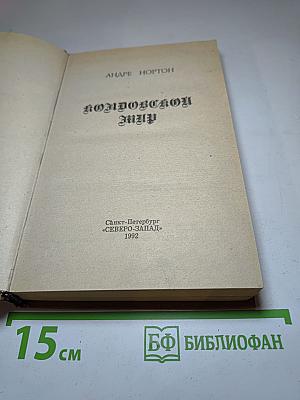 АНДРЕ НОРТОН
КОЛДОВСКОЙ
МИР
Санкт-Петербург
«СЕВЕРО-ЗАПАД»
1992
15 см
БФ БИБЛИОФАН